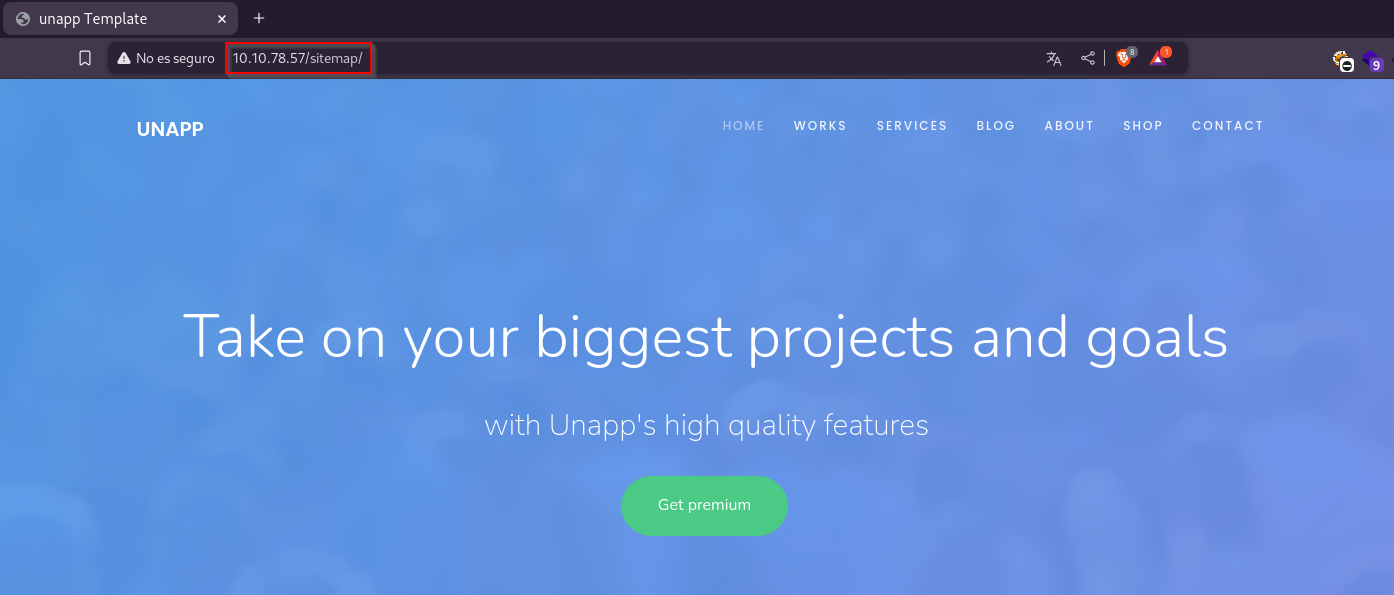 unapp Template
No es seguro 10.10.78.57/sitemap/ 8 1 9
UNAPP HOME WORKS SERVICES BLOG ABOUT SHOP CONTACT
Take on your biggest projects and goals
with Unapp's high quality features
Get premium